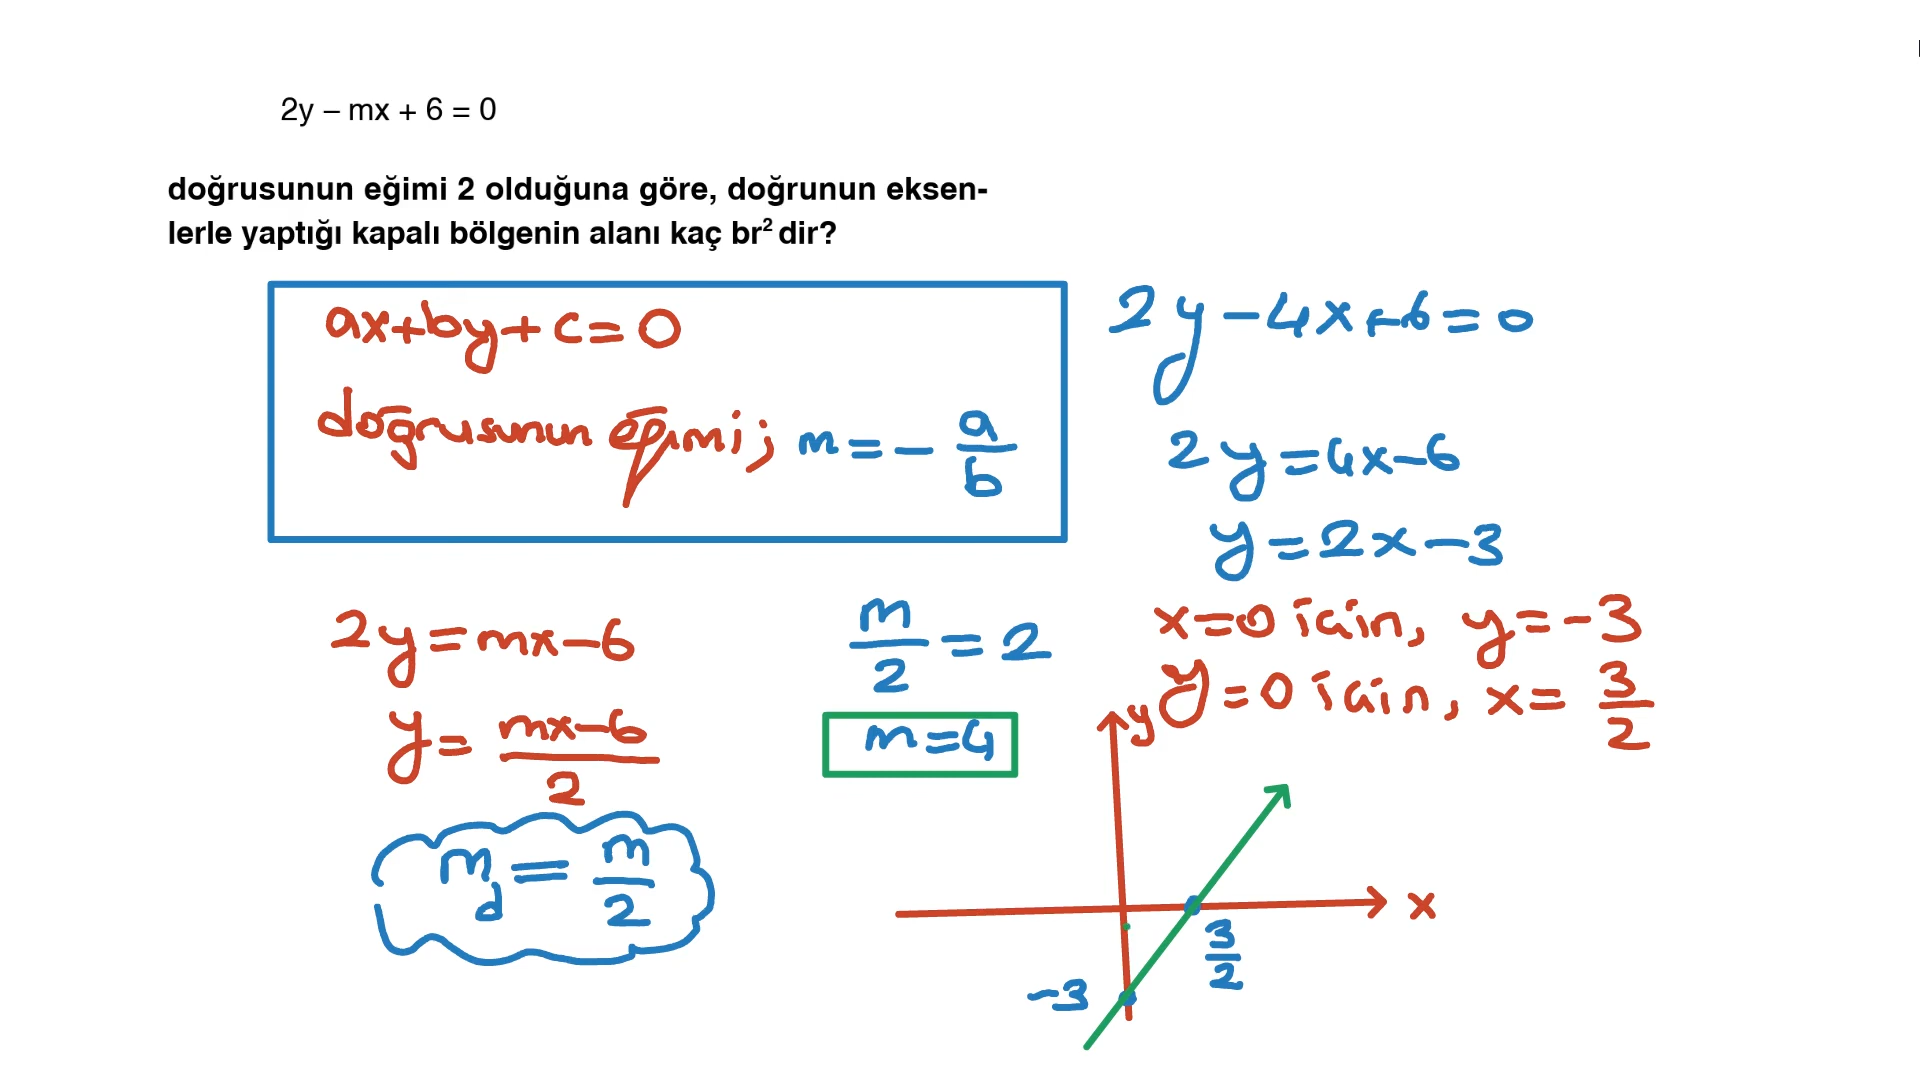 2y – mx + 6 = 0
doğrusunun eğimi 2 olduğuna göre, doğrunun eksen-
lerle yaptığı kapalı bölgenin alanı kaç br² dir?
ax+by+c=0
doğrusunun eğimi; m = - a/b
2y=mx-6
y = mx-6/2
m_d = m/2
m/2 = 2
m=4
2y-4x+6=0
2y=4x-6
y=2x-3
x=0 için, y=-3
y=0 için, x= 3/2
y
x
3/2
-3